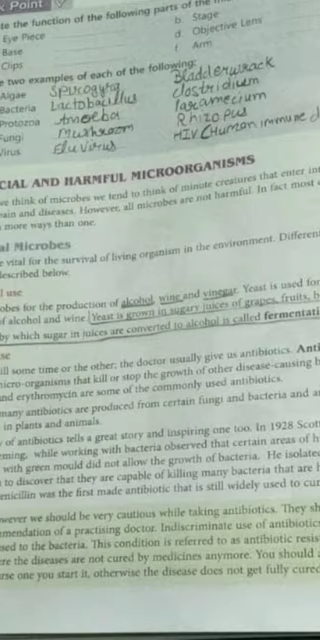 Point
te the function of the following parts of the
Eye Piece
b Stage
Base
d Objective Lens
Clips
f Arm
e two examples of each of the following:
Algae Spyrogyra Bladderwrack
Bacteria Lactobacillus clostridium
Protozoa Amoeba Paramecium
Fungi Mushroom Rhizopus
Virus Flu Virus HIV (Human immune d
CIAL AND HARMFUL MICROORGANISMS
we think of microbes we tend to think of minute creatures that enter int
pain and diseases. However, all microbes are not harmful. In fact most
more ways than one.
al Microbes
e vital for the survival of living organism in the environment. Different
described below.
l use
obes for the production of alcohol, wine and vinegar. Yeast is used for
f alcohol and wine. Yeast is grown in sugary juices of grapes, fruits, b
by which sugar in juices are converted to alcohol is called fermentati
se
ill some time or the other, the doctor usually give us antibiotics. Anti
micro-organisms that kill or stop the growth of other disease-causing b
and erythromycin are some of the commonly used antibiotics.
many antibiotics are produced from certain fungi and bacteria and a
in plants and animals.
of antibiotics tells a great story and inspiring one too. In 1928 Scot
ming, while working with bacteria observed that certain areas of h
with green mould did not allow the growth of bacteria. He isolated
to discover that they are capable of killing many bacteria that are h
enicillin was the first made antibiotic that is still widely used to cur
wever we should be very cautious while taking antibiotics. They sh
mmendation of a practising doctor. Indiscriminate use of antibiotics
sed to the bacteria. This condition is referred to as antibiotic resis
ere the diseases are not cured by medicines anymore. You should a
rse one you start it, otherwise the disease does not get fully cured